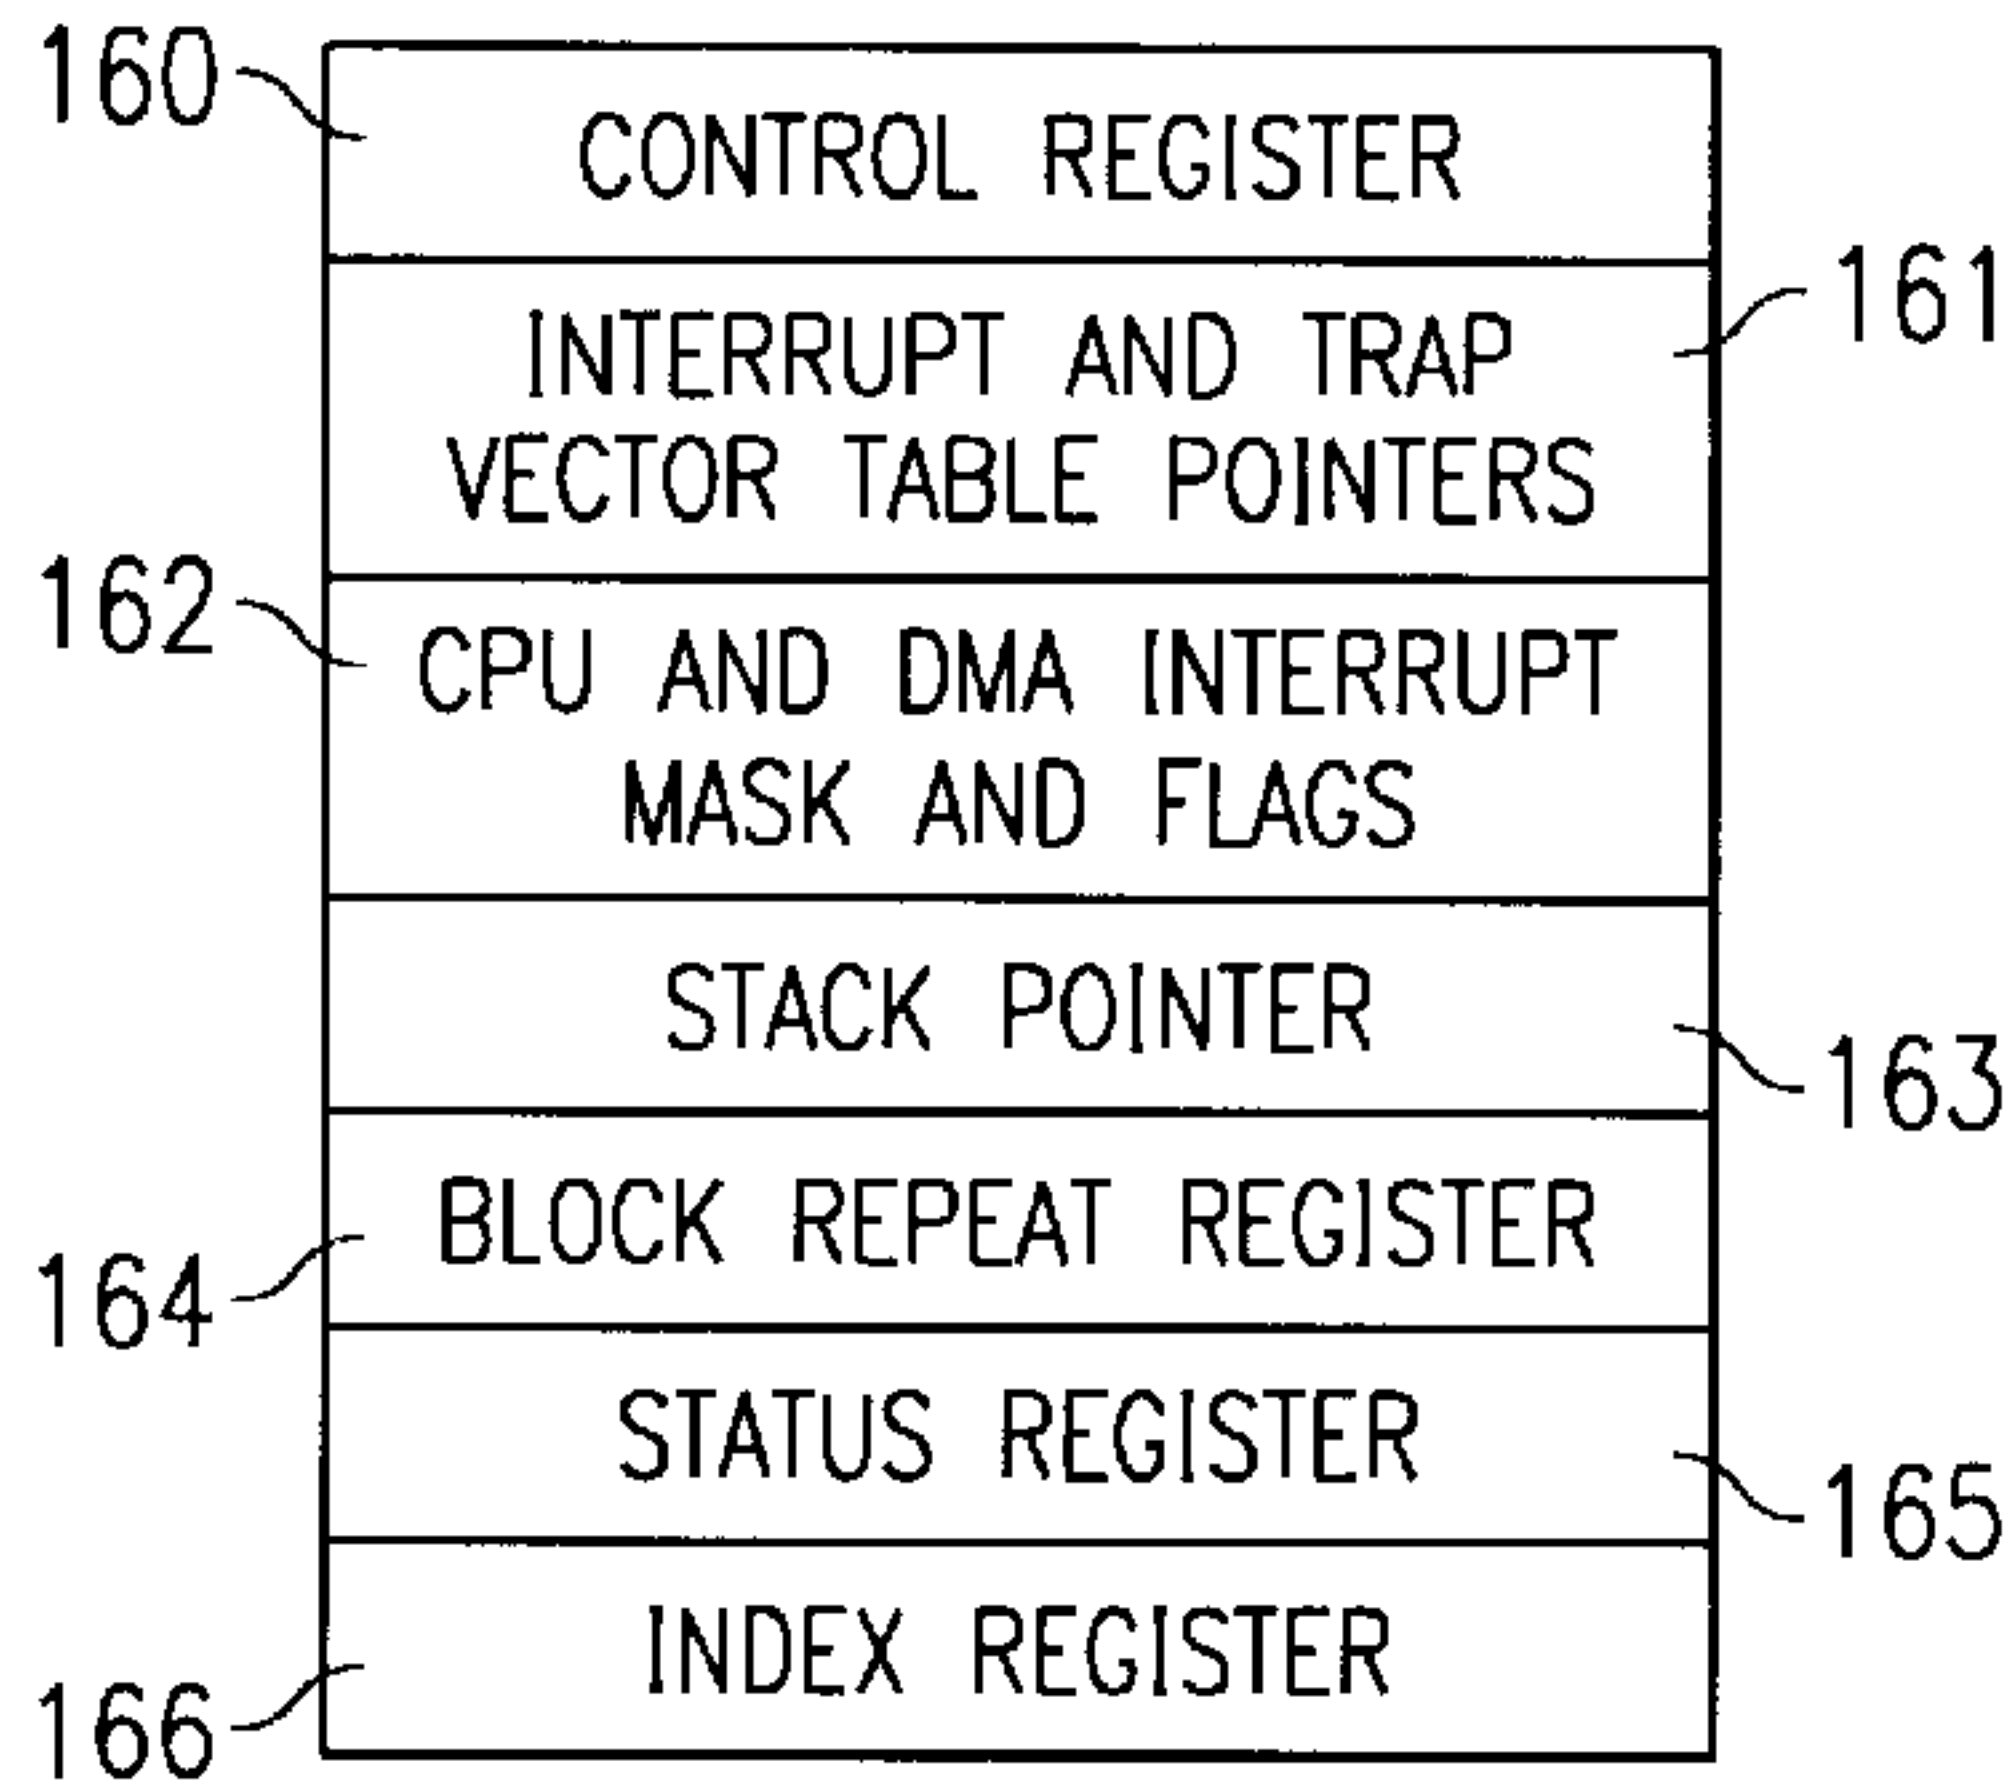 160
CONTROL REGISTER
161
INTERRUPT AND TRAP
VECTOR TABLE POINTERS
162
CPU AND DMA INTERRUPT
MASK AND FLAGS
STACK POINTER
163
BLOCK REPEAT REGISTER
164
STATUS REGISTER
165
INDEX REGISTER
166